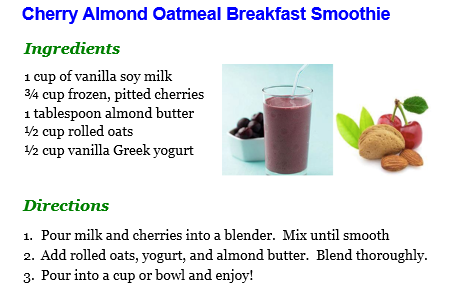 Cherry Almond Oatmeal Breakfast Smoothie
Ingredients
1 cup of vanilla soy milk
¾ cup frozen, pitted cherries
1 tablespoon almond butter
½ cup rolled oats
½ cup vanilla Greek yogurt
Directions
1. Pour milk and cherries into a blender. Mix until smooth
2. Add rolled oats, yogurt, and almond butter. Blend thoroughly.
3. Pour into a cup or bowl and enjoy!